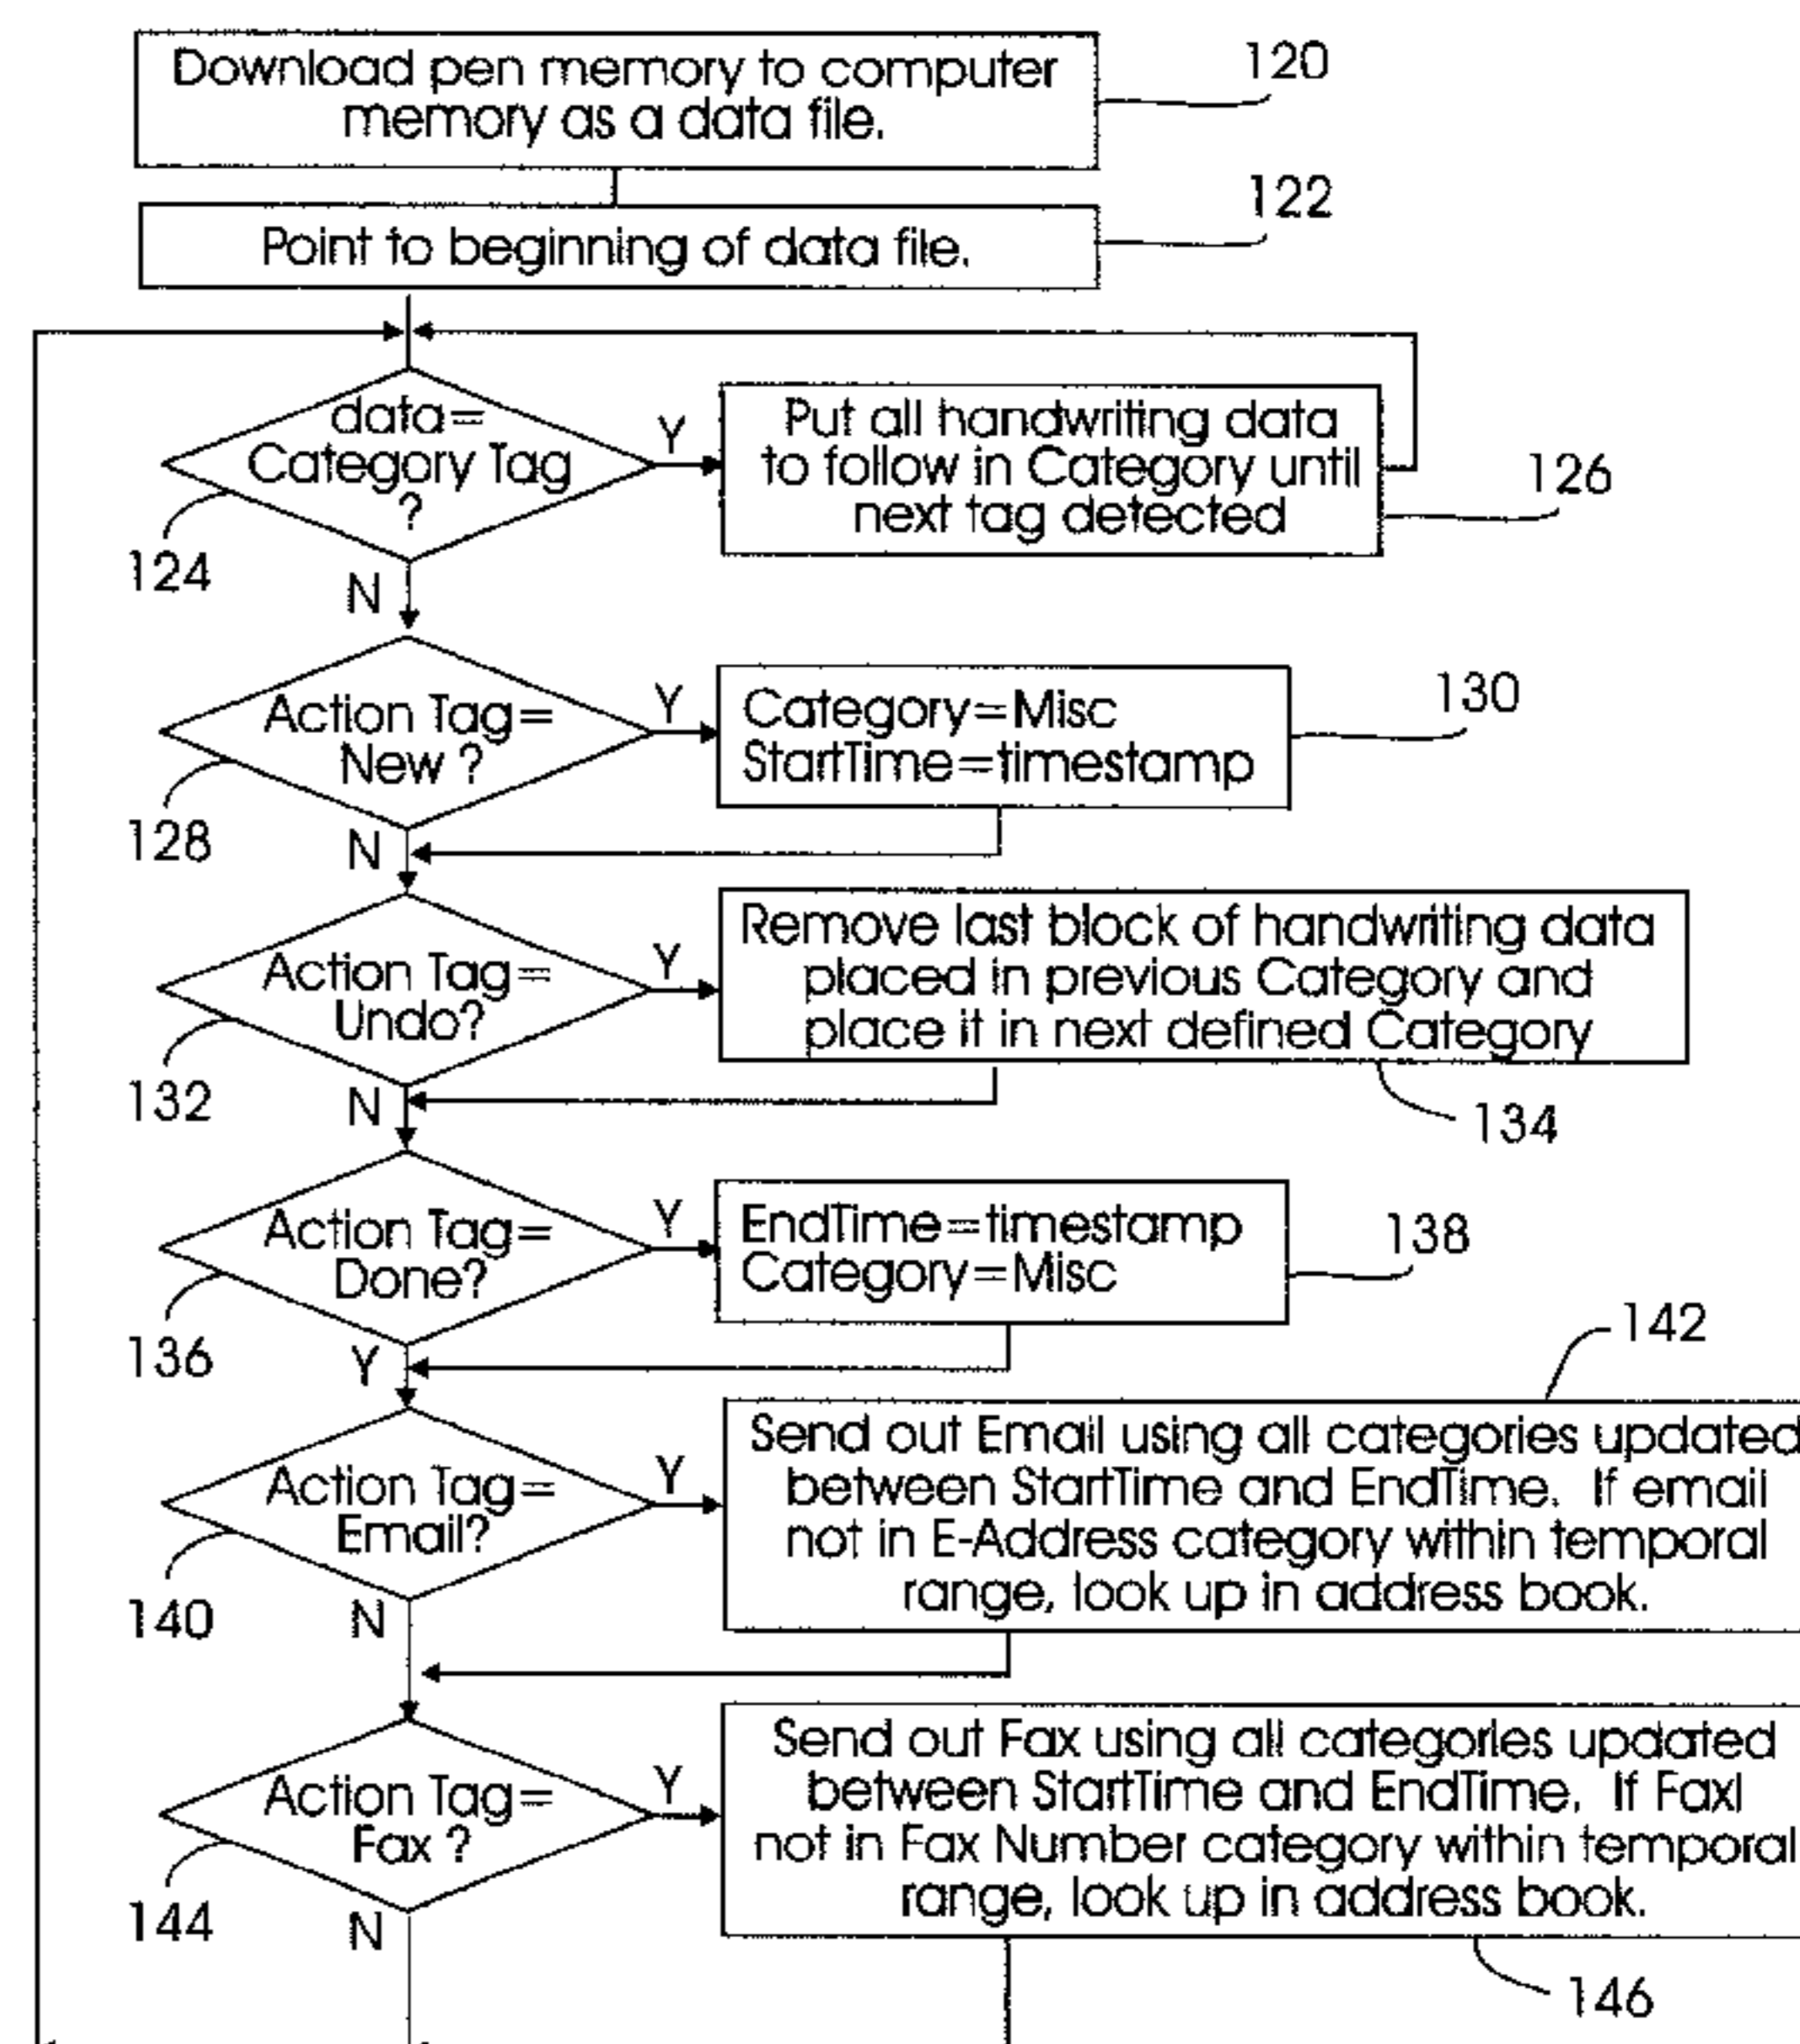 Download pen memory to computer
memory as a data file.
120
Point to beginning of data file.
122
data=
Category Tag
?
124
Y
Put all handwriting data
to follow in Category until
next tag detected
126
N
Action Tag=
New ?
128
Y
Category=Misc
StartTime=timestamp
130
N
Action Tag=
Undo?
132
Y
Remove last block of handwriting data
placed in previous Category and
place it in next defined Category
134
N
Action Tag=
Done?
136
Y
EndTime=timestamp
Category=Misc
138
Y
Action Tag=
Email?
140
Y
Send out Email using all categories updated
between StartTime and EndTime. If email
not in E-Address category within temporal
range, look up in address book.
142
N
Action Tag=
Fax ?
144
Y
Send out Fax using all categories updated
between StartTime and EndTime. If Faxl
not in Fax Number category within temporal
range, look up in address book.
146
N